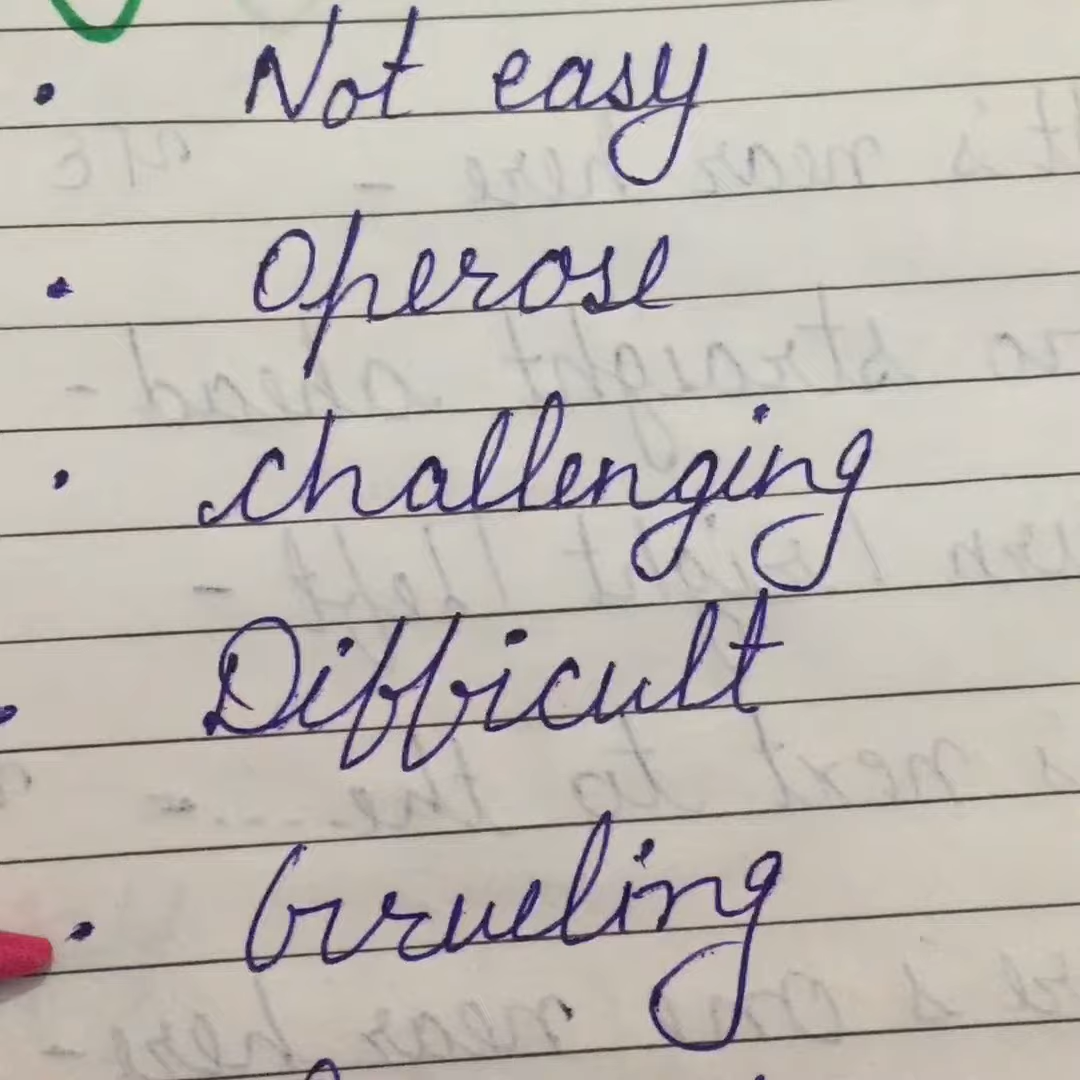 • Not easy
• Operose
• challenging
• Difficult
• Grueling